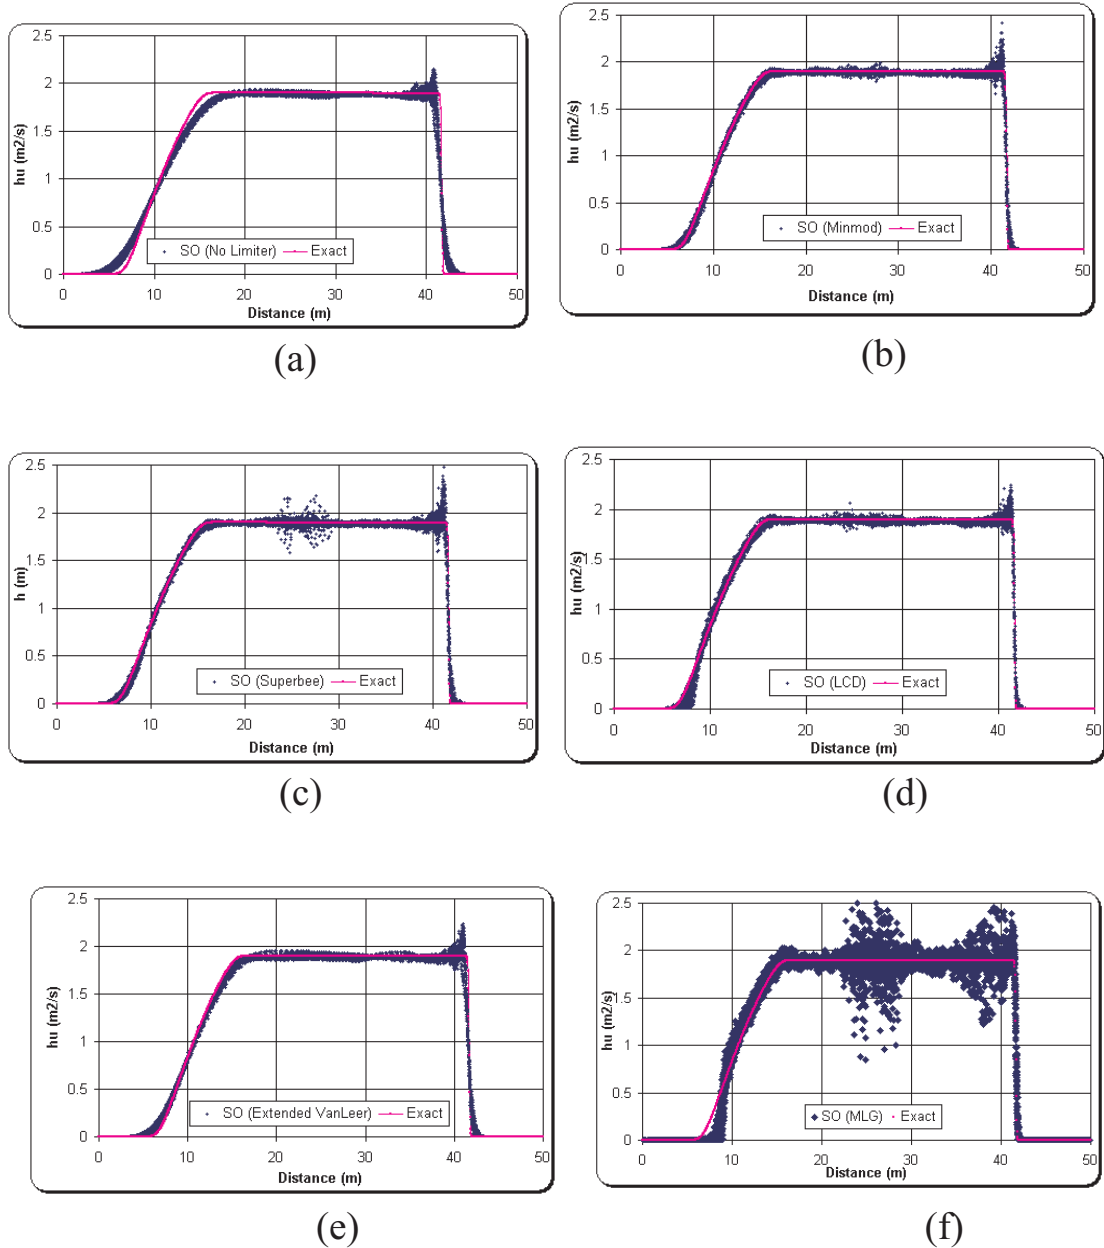 2.5
2
1.5
1
0.5
0
hu (m2/s)
SO (No Limiter) Exact
0 10 20 30 40 50
Distance (m)
(a)
2.5
2
1.5
1
0.5
0
hu (m2/s)
SO (Minmod) Exact
0 10 20 30 40 50
Distance (m)
(b)
2.5
2
1.5
1
0.5
0
h (m)
SO (Superbee) Exact
0 10 20 30 40 50
Distance (m)
(c)
2.5
2
1.5
1
0.5
0
hu (m2/s)
SO (LCD) Exact
0 10 20 30 40 50
Distance (m)
(d)
2.5
2
1.5
1
0.5
0
hu (m2/s)
SO (Extended VanLeer) Exact
0 10 20 30 40 50
Distance (m)
(e)
2.5
2
1.5
1
0.5
0
hu (m2/s)
SO (MLG) Exact
0 10 20 30 40 50
Distance (m)
(f)